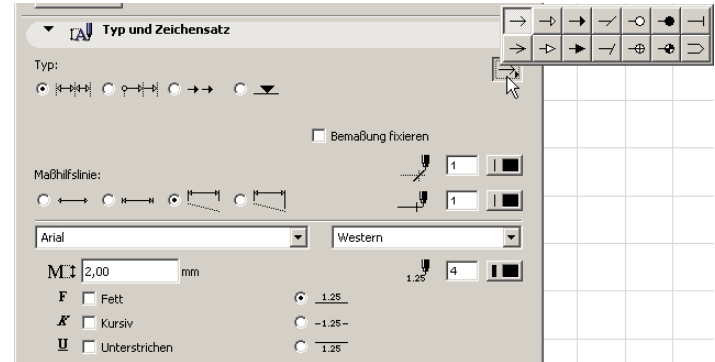 Typ und Zeichensatz
Typ:
Bemaßung fixieren
1
Maßhilfslinie:
1
Arial Western
M 2,00 mm 1.25 4
F Fett 1.25
K Kursiv -1.25-
U Unterstrichen 1.25